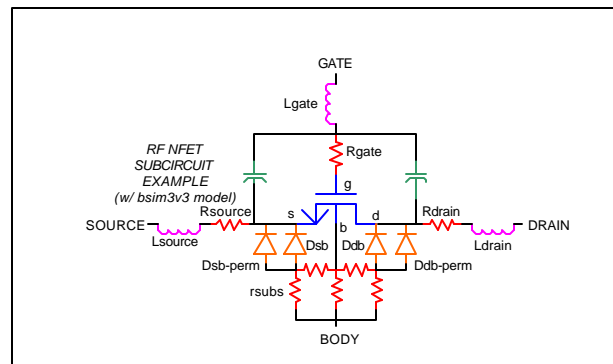 GATE
Lgate
RF NFET
SUBCIRCUIT
EXAMPLE
(w/ bsim3v3 model)
Rgate
g
Rsource
s
d
Rdrain
SOURCE
DRAIN
b
Lsource
Dsb
Ddb
Ldrain
Dsb-perm
Ddb-perm
rsubs
BODY